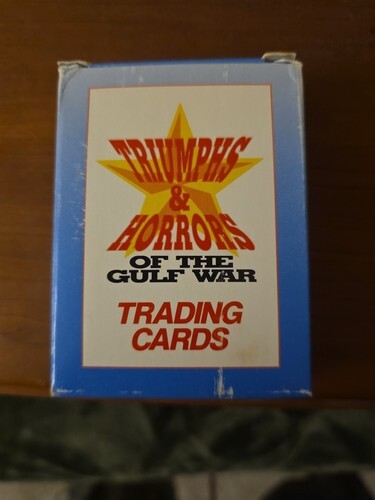 TRIUMPHS
&
HORRORS
OF THE
GULF WAR
TRADING
CARDS